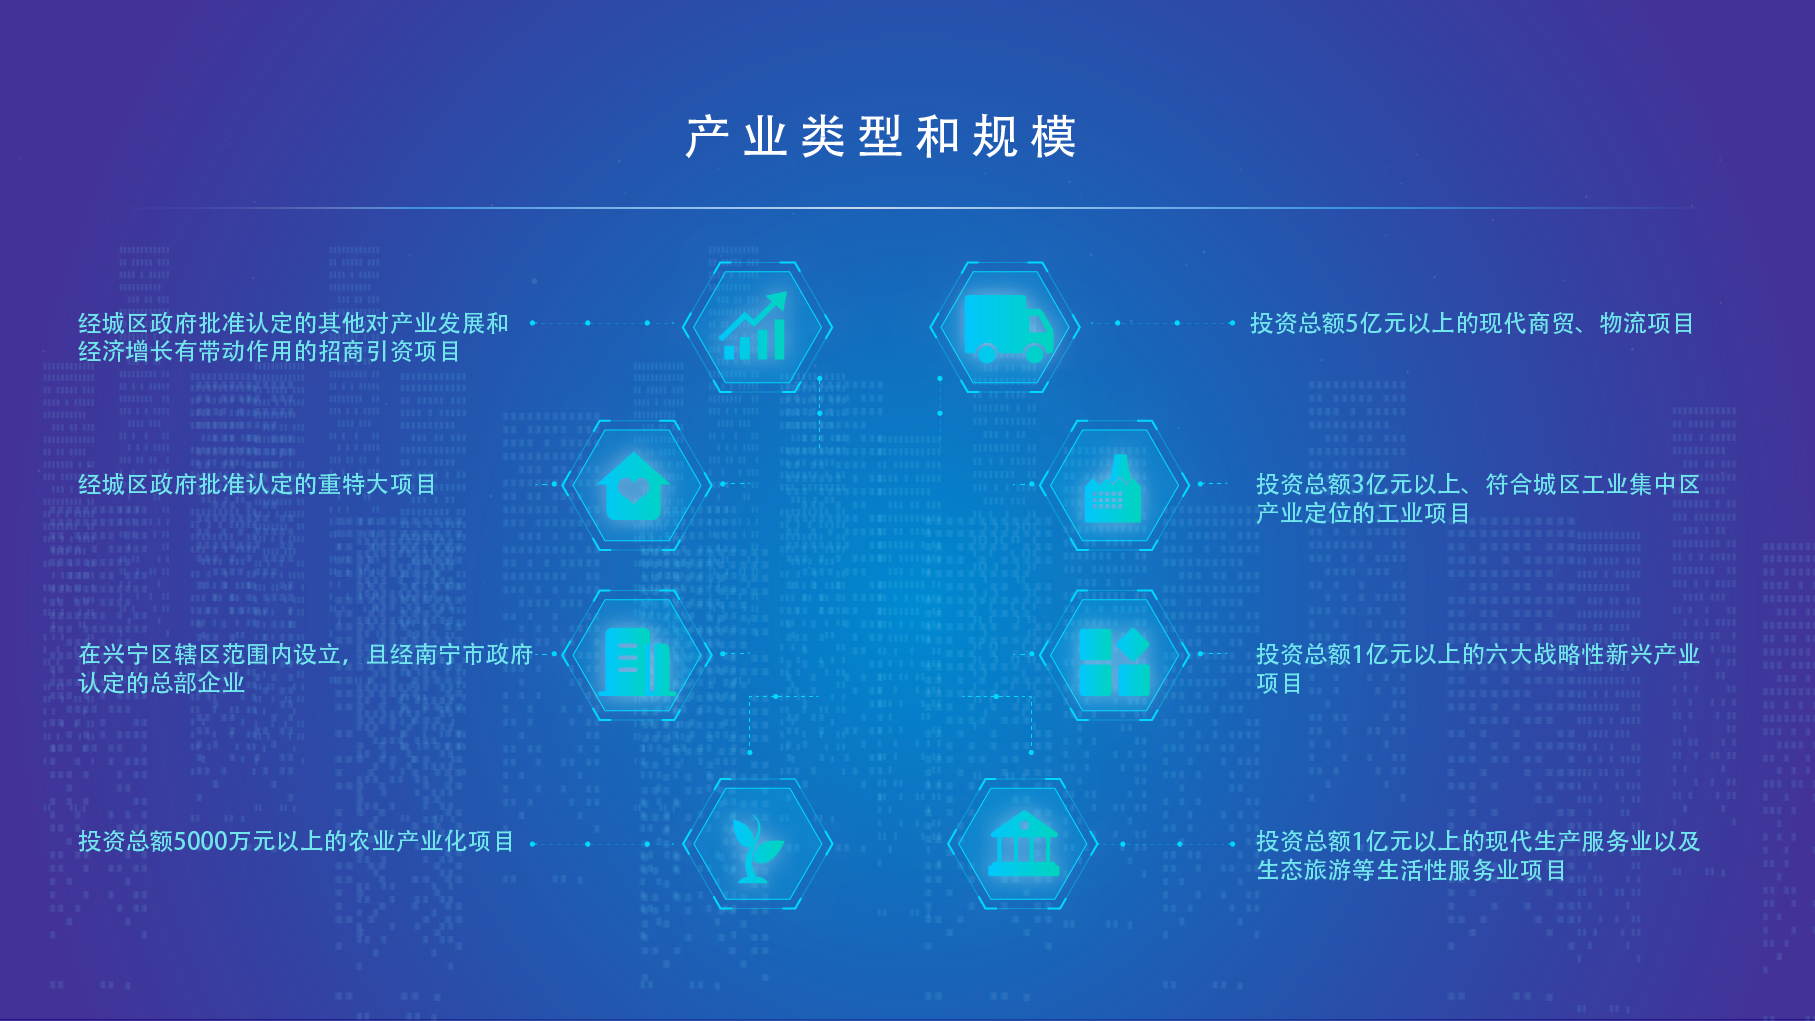 产业类型和规模
经城区政府批准认定的其他对产业发展和
经济增长有带动作用的招商引资项目
投资总额5亿元以上的现代商贸、物流项目
经城区政府批准认定的重特大项目
投资总额3亿元以上、符合城区工业集中区
产业定位的工业项目
在兴宁区辖区范围内设立，且经南宁市政府
认定的总部企业
投资总额1亿元以上的六大战略性新兴产业
项目
投资总额5000万元以上的农业产业化项目
投资总额1亿元以上的现代生产服务业以及
生态旅游等生活性服务业项目